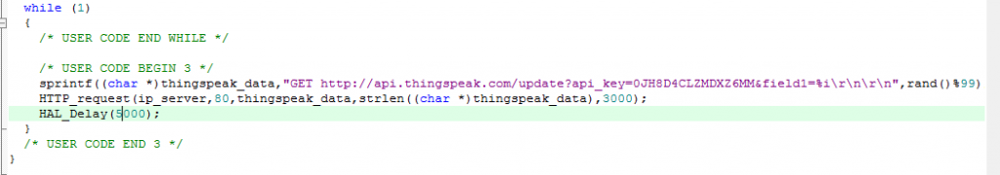 while (1)
{
/* USER CODE END WHILE */
/* USER CODE BEGIN 3 */
sprintf((char *)thingspeak_data,"GET http://api.thingspeak.com/update?api_key=0JH8D4CLZMDXZ6MM&field1=%i\r\n\r\n",rand()%99)
HTTP_request(ip_server,80,thingspeak_data,strlen((char *)thingspeak_data),3000);
HAL_Delay(5000);
}
/* USER CODE END 3 */
}